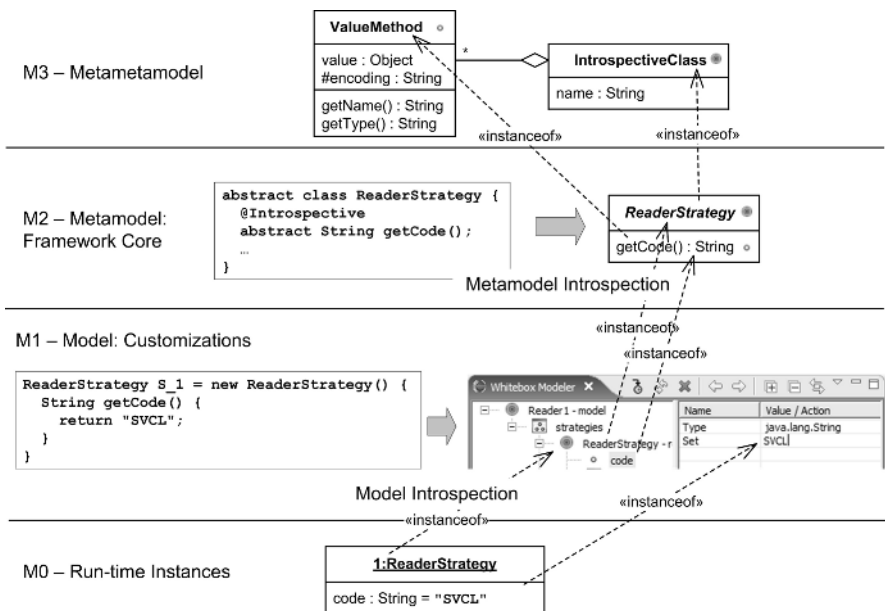 M3 – Metametamodel
ValueMethod
value : Object
#encoding : String
getName() : String
getType() : String
*
IntrospectiveClass
name : String
«instanceof»
«instanceof»
M2 – Metamodel:
Framework Core
abstract class ReaderStrategy {
@Introspective
abstract String getCode();
…
}
ReaderStrategy
getCode() : String
Metamodel Introspection
M1 – Model: Customizations
«instanceof»
«instanceof»
ReaderStrategy S_1 = new ReaderStrategy() {
String getCode() {
return "SVCL";
}
}
Whitebox Modeler
Reader1 - model
strategies
ReaderStrategy - r
code
Name Value / Action
Type java.lang.String
Set SVCL
Model Introspection
«instanceof»
«instanceof»
M0 – Run-time Instances
1:ReaderStrategy
code : String = "SVCL"